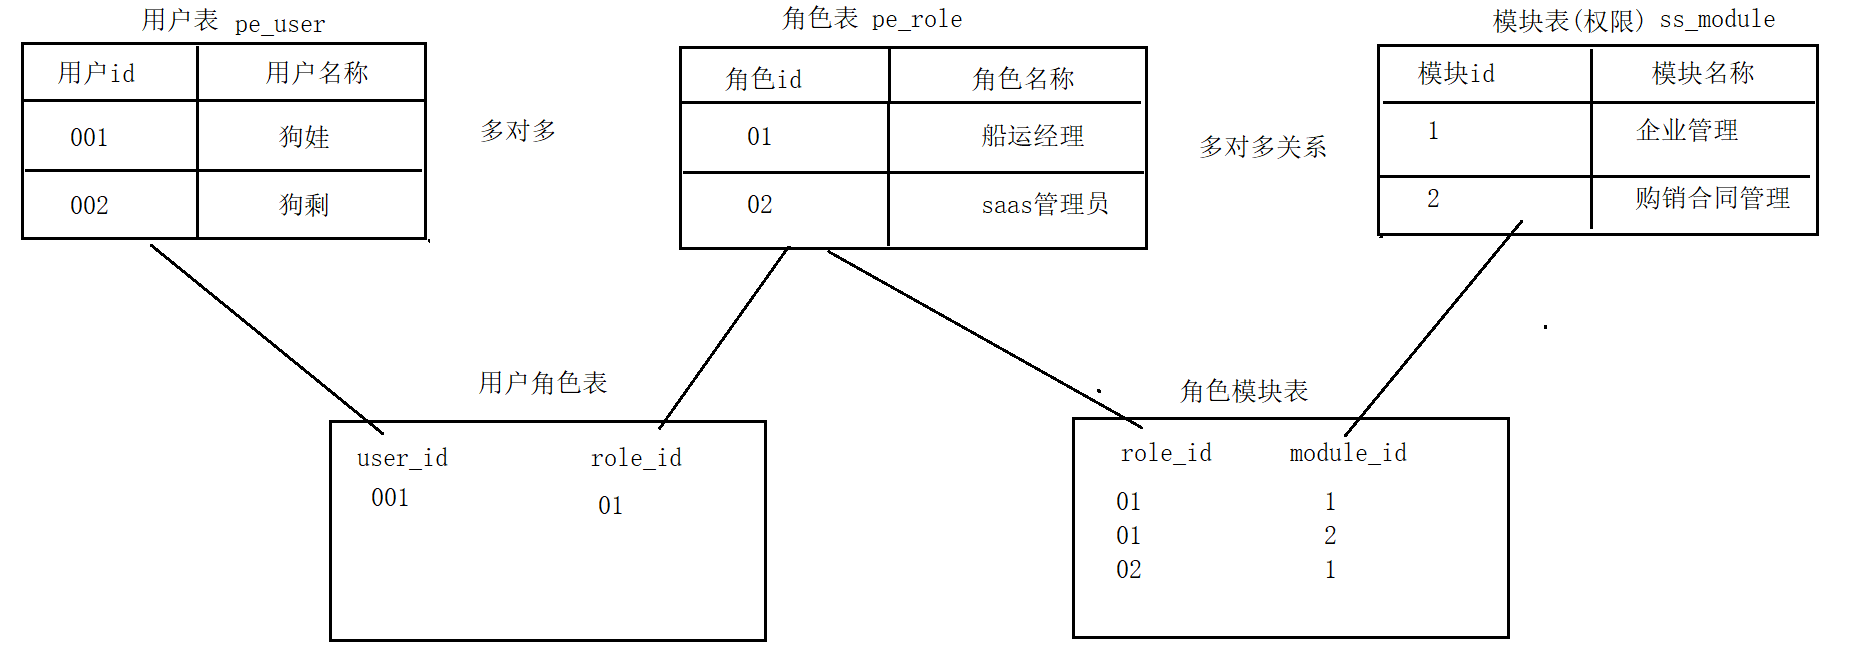 用户表 pe_user
用户id 用户名称
001 狗娃
002 狗剩
多对多
角色表 pe_role
角色id 角色名称
01 船运经理
02 saas管理员
多对多关系
模块表(权限) ss_module
模块id 模块名称
1 企业管理
2 购销合同管理
用户角色表
user_id role_id
001 01
角色模块表
role_id module_id
01 1
01 2
02 1